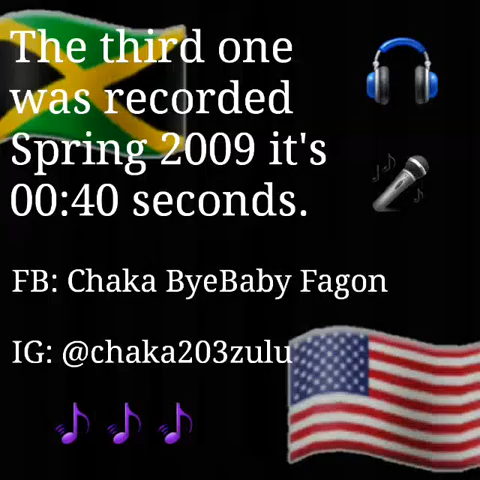 The third one
was recorded
Spring 2009 it's
00:40 seconds.
FB: Chaka ByeBaby Fagon
IG: @chaka203zulu